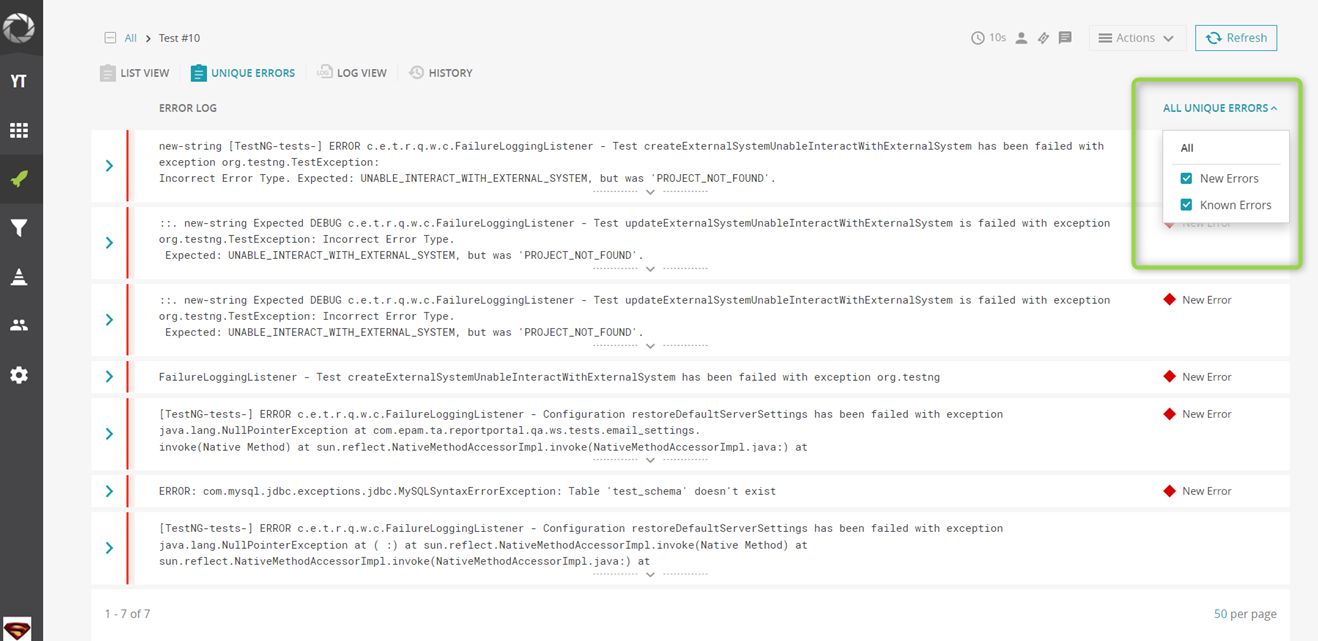 All > Test #10
10s
Actions
Refresh
YT
LIST VIEW
UNIQUE ERRORS
LOG VIEW
HISTORY
ERROR LOG
ALL UNIQUE ERRORS
All
New Errors
Known Errors
new-string [TestNG-tests-] ERROR c.e.t.r.q.w.c.FailureLoggingListener - Test createExternalSystemUnableInteractWithExternalSystem has been failed with
exception org.testng.TestException:
Incorrect Error Type. Expected: UNABLE_INTERACT_WITH_EXTERNAL_SYSTEM, but was 'PROJECT_NOT_FOUND'.
::. new-string Expected DEBUG c.e.t.r.q.w.c.FailureLoggingListener - Test updateExternalSystemUnableInteractWithExternalSystem is failed with exception
org.testng.TestException: Incorrect Error Type.
Expected: UNABLE_INTERACT_WITH_EXTERNAL_SYSTEM, but was 'PROJECT_NOT_FOUND'.
New Error
::. new-string Expected DEBUG c.e.t.r.q.w.c.FailureLoggingListener - Test updateExternalSystemUnableInteractWithExternalSystem is failed with exception
org.testng.TestException: Incorrect Error Type.
Expected: UNABLE_INTERACT_WITH_EXTERNAL_SYSTEM, but was 'PROJECT_NOT_FOUND'.
New Error
FailureLoggingListener - Test createExternalSystemUnableInteractWithExternalSystem has been failed with exception org.testng
New Error
[TestNG-tests-] ERROR c.e.t.r.q.w.c.FailureLoggingListener - Configuration restoreDefaultServerSettings has been failed with exception
java.lang.NullPointerException at com.epam.ta.reportportal.qa.ws.tests.email_settings.
invoke(Native Method) at sun.reflect.NativeMethodAccessorImpl.invoke(NativeMethodAccessorImpl.java:) at
New Error
ERROR: com.mysql.jdbc.exceptions.jdbc.MySQLSyntaxErrorException: Table 'test_schema' doesn't exist
New Error
[TestNG-tests-] ERROR c.e.t.r.q.w.c.FailureLoggingListener - Configuration restoreDefaultServerSettings has been failed with exception
java.lang.NullPointerException at ( :) at sun.reflect.NativeMethodAccessorImpl.invoke(Native Method) at
sun.reflect.NativeMethodAccessorImpl.invoke(NativeMethodAccessorImpl.java:) at
1 - 7 of 7
50 per page